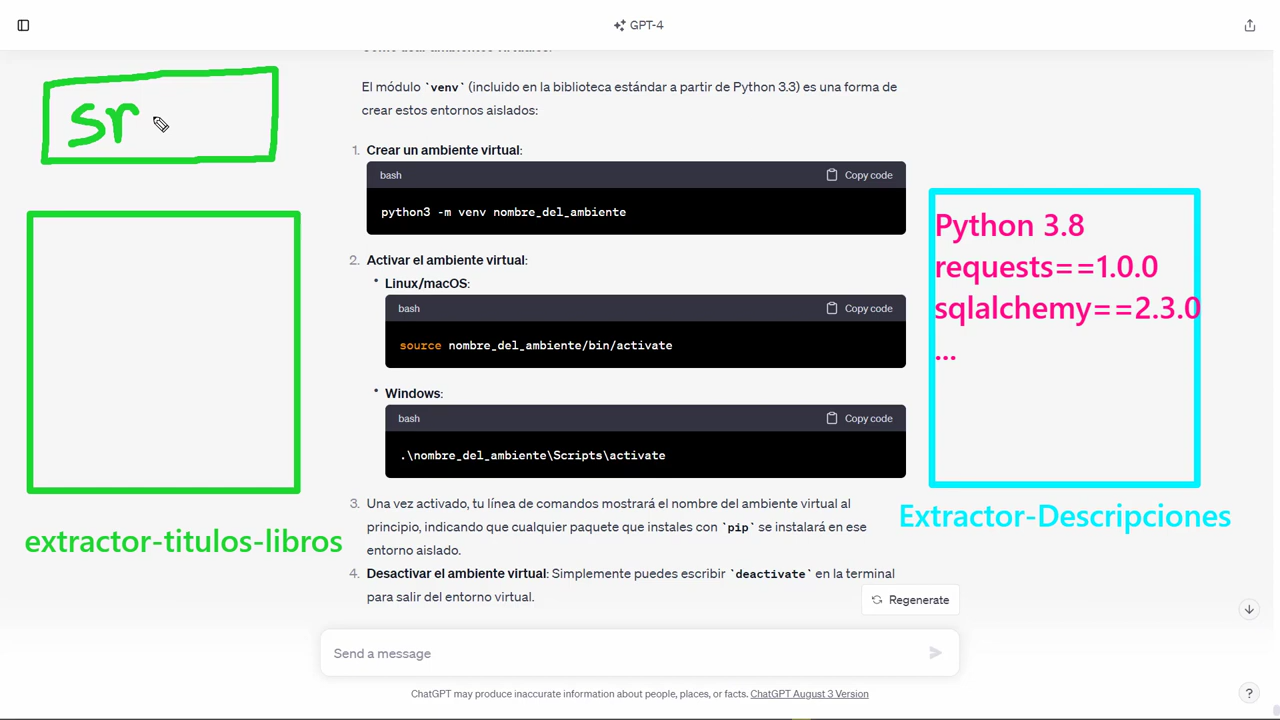 GPT-4
sr
El módulo `venv` (incluido en la biblioteca estándar a partir de Python 3.3) es una forma de
crear estos entornos aislados:
1. Crear un ambiente virtual:
bash
Copy code
python3 -m venv nombre_del_ambiente
2. Activar el ambiente virtual:
• Linux/macOS:
bash
Copy code
source nombre_del_ambiente/bin/activate
• Windows:
bash
Copy code
.\nombre_del_ambiente\Scripts\activate
3. Una vez activado, tu línea de comandos mostrará el nombre del ambiente virtual al
principio, indicando que cualquier paquete que instales con `pip` se instalará en ese
entorno aislado.
4. Desactivar el ambiente virtual: Simplemente puedes escribir `deactivate` en la terminal
para salir del entorno virtual.
extractor-titulos-libros
Python 3.8
requests==1.0.0
sqlalchemy==2.3.0
...
Extractor-Descripciones
Regenerate
Send a message
ChatGPT may produce inaccurate information about people, places, or facts. ChatGPT August 3 Version
?